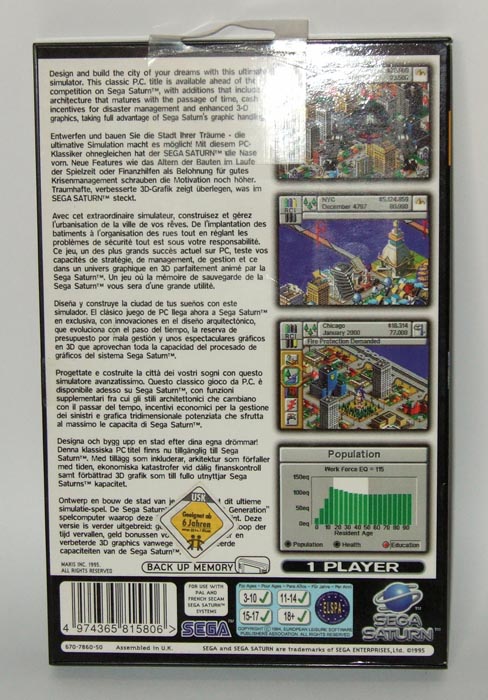 Design and build the city of your dreams with this ultimate
simulator. This classic P.C. title is available ahead of the
competition on Sega Saturn™, with additions that include
architecture that matures with the passage of time, cash
incentives for disaster management and enhanced 3-D
graphics, taking full advantage of Sega Saturn's graphic handling
Entwerfen und bauen Sie die Stadt Ihrer Träume - die
ultimative Simulation macht es möglich! Mit diesem PC-
Klassiker ohnegleichen hat der SEGA SATURN™ die Nase
vorn. Neue Features wie das Altern der Bauten im Laufe
der Spielzeit oder Finanzhilfen als Belohnung für gutes
Krisenmanagement schrauben die Motivation noch höher.
Traumhafte, verbesserte 3D-Grafik zeigt überlegen, was im
SEGA SATURN™ steckt.
Avec cet extraordinaire simulateur, construisez et gérez
l'urbanisation de la ville de vos rêves. De l'implantation des
batiments à l'organisation des rues tout en réglant les
problèmes de sécurité tout est sous votre responsabilité.
Ce jeu, un des plus grands succès actuel sur PC, teste vos
capacités de stratégie, de management, de gestion et ce
dans un univers graphique en 3D parfaitement animé par la
Sega Saturn™. Un jeu où la mémoire de sauvegarde de la
Sega Saturn™ vous sera d'une grande utilité.
Diseña y construye la ciudad de tus sueños con este
simulador. El clásico juego de PC llega ahora a Sega Saturn™
en exclusiva, con innovaciones en el diseño arquitectónico,
que evoluciona con el paso del tiempo, la reserva de
presupuesto por mala gestión y unos espectaculares gráficos
en 3D que aprovechan toda la capacidad del procesado de
gráficos del sistema Sega Saturn™.
Progettate e costruite la città dei vostri sogni con questo
simulatore avanzatissimo. Questo classico gioco da P.C. è
disponibile adesso su Sega Saturn™, con funzioni
supplementari fra cui gli stili architettonici che cambiano
con il passar del tempo, incentivi economici per la gestione
dei sinistri e grafica tridimensionale potenziata che sfrutta
al massimo le capacita di Sega Saturn™.
Designa och bygg upp en stad efter dina egna drömmar!
Denna klassiska PC titel finns nu tillgänglig till Sega
Saturn™. Med tillägg som inkluderar, arkitektur som förfaller
med tiden, ekonomiska katastrofer vid dålig finanskontroll
samt förbättrad 3D grafik som till fullo utnyttjar Sega
Saturns™ kapacitet.
Ontwerp en bouw de stad van je dit ultieme
simulatie-spel. De Sega Saturn Generation"
spelcomputer waarop deze nt. Deze
versie is verder uitgebreid: oop der
tijd vervallen, geld bonussen vo en
verbeterde 3D graphics vanwege erde
capaciteiten van de Sega Saturn™.
USK
Geeignet ab
6 Jahren
NYC
$5,124,858
December 4797
80,000
RCI
Chicago
$18,314
January 2000
77,000
RCI
Fire Protection Demanded
Population
Work Force EQ = 115
150eq
100eq
50eq
0eq
0 10 20 30 40 50 60 70 80 90
Resident Age
Population Health Education
BACK UP MEMORY
1 PLAYER
MAXIS INC. 1995.
ALL RIGHTS RESERVED
4 974365 815806 >
FOR USE WITH
PAL AND
FRENCH SECAM
SEGA SATURN™
SYSTEMS
SEGA
3-10 ✓ 11-14 ✓
15-17 ✓ 18+ ✓
ELSPA
COPYRIGHT © 1994, EUROPEAN LEISURE SOFTWARE
PUBLISHERS ASSOCIATION. ALL RIGHTS RESERVED.
SEGA
SATURN™
670-7860-50 Assembled in U.K. SEGA and SEGA SATURN are trademarks of SEGA ENTERPRISES, Ltd. ©1995